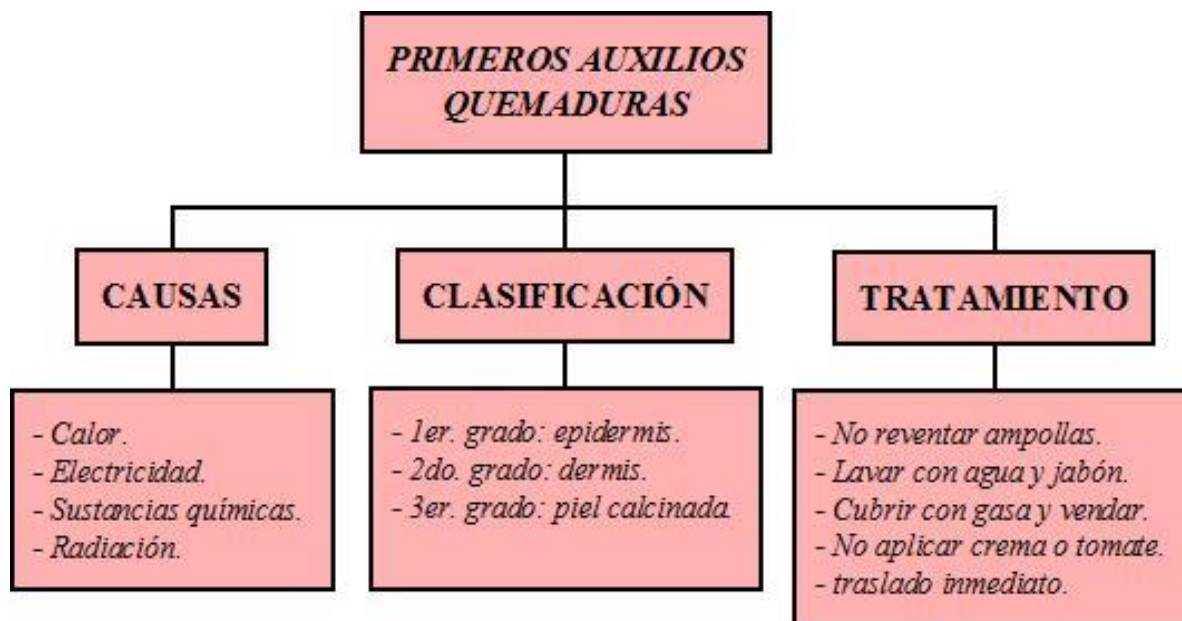 PRIMEROS AUXILIOS
QUEMADURAS
CAUSAS
- Calor.
- Electricidad.
- Sustancias químicas.
- Radiación.
CLASIFICACIÓN
- 1er. grado: epidermis.
- 2do. grado: dermis.
- 3er. grado: piel calcinada.
TRATAMIENTO
- No reventar ampollas.
- Lavar con agua y jabón.
- Cubrir con gasa y vendar.
- No aplicar crema o tomate.
- traslado inmediato.